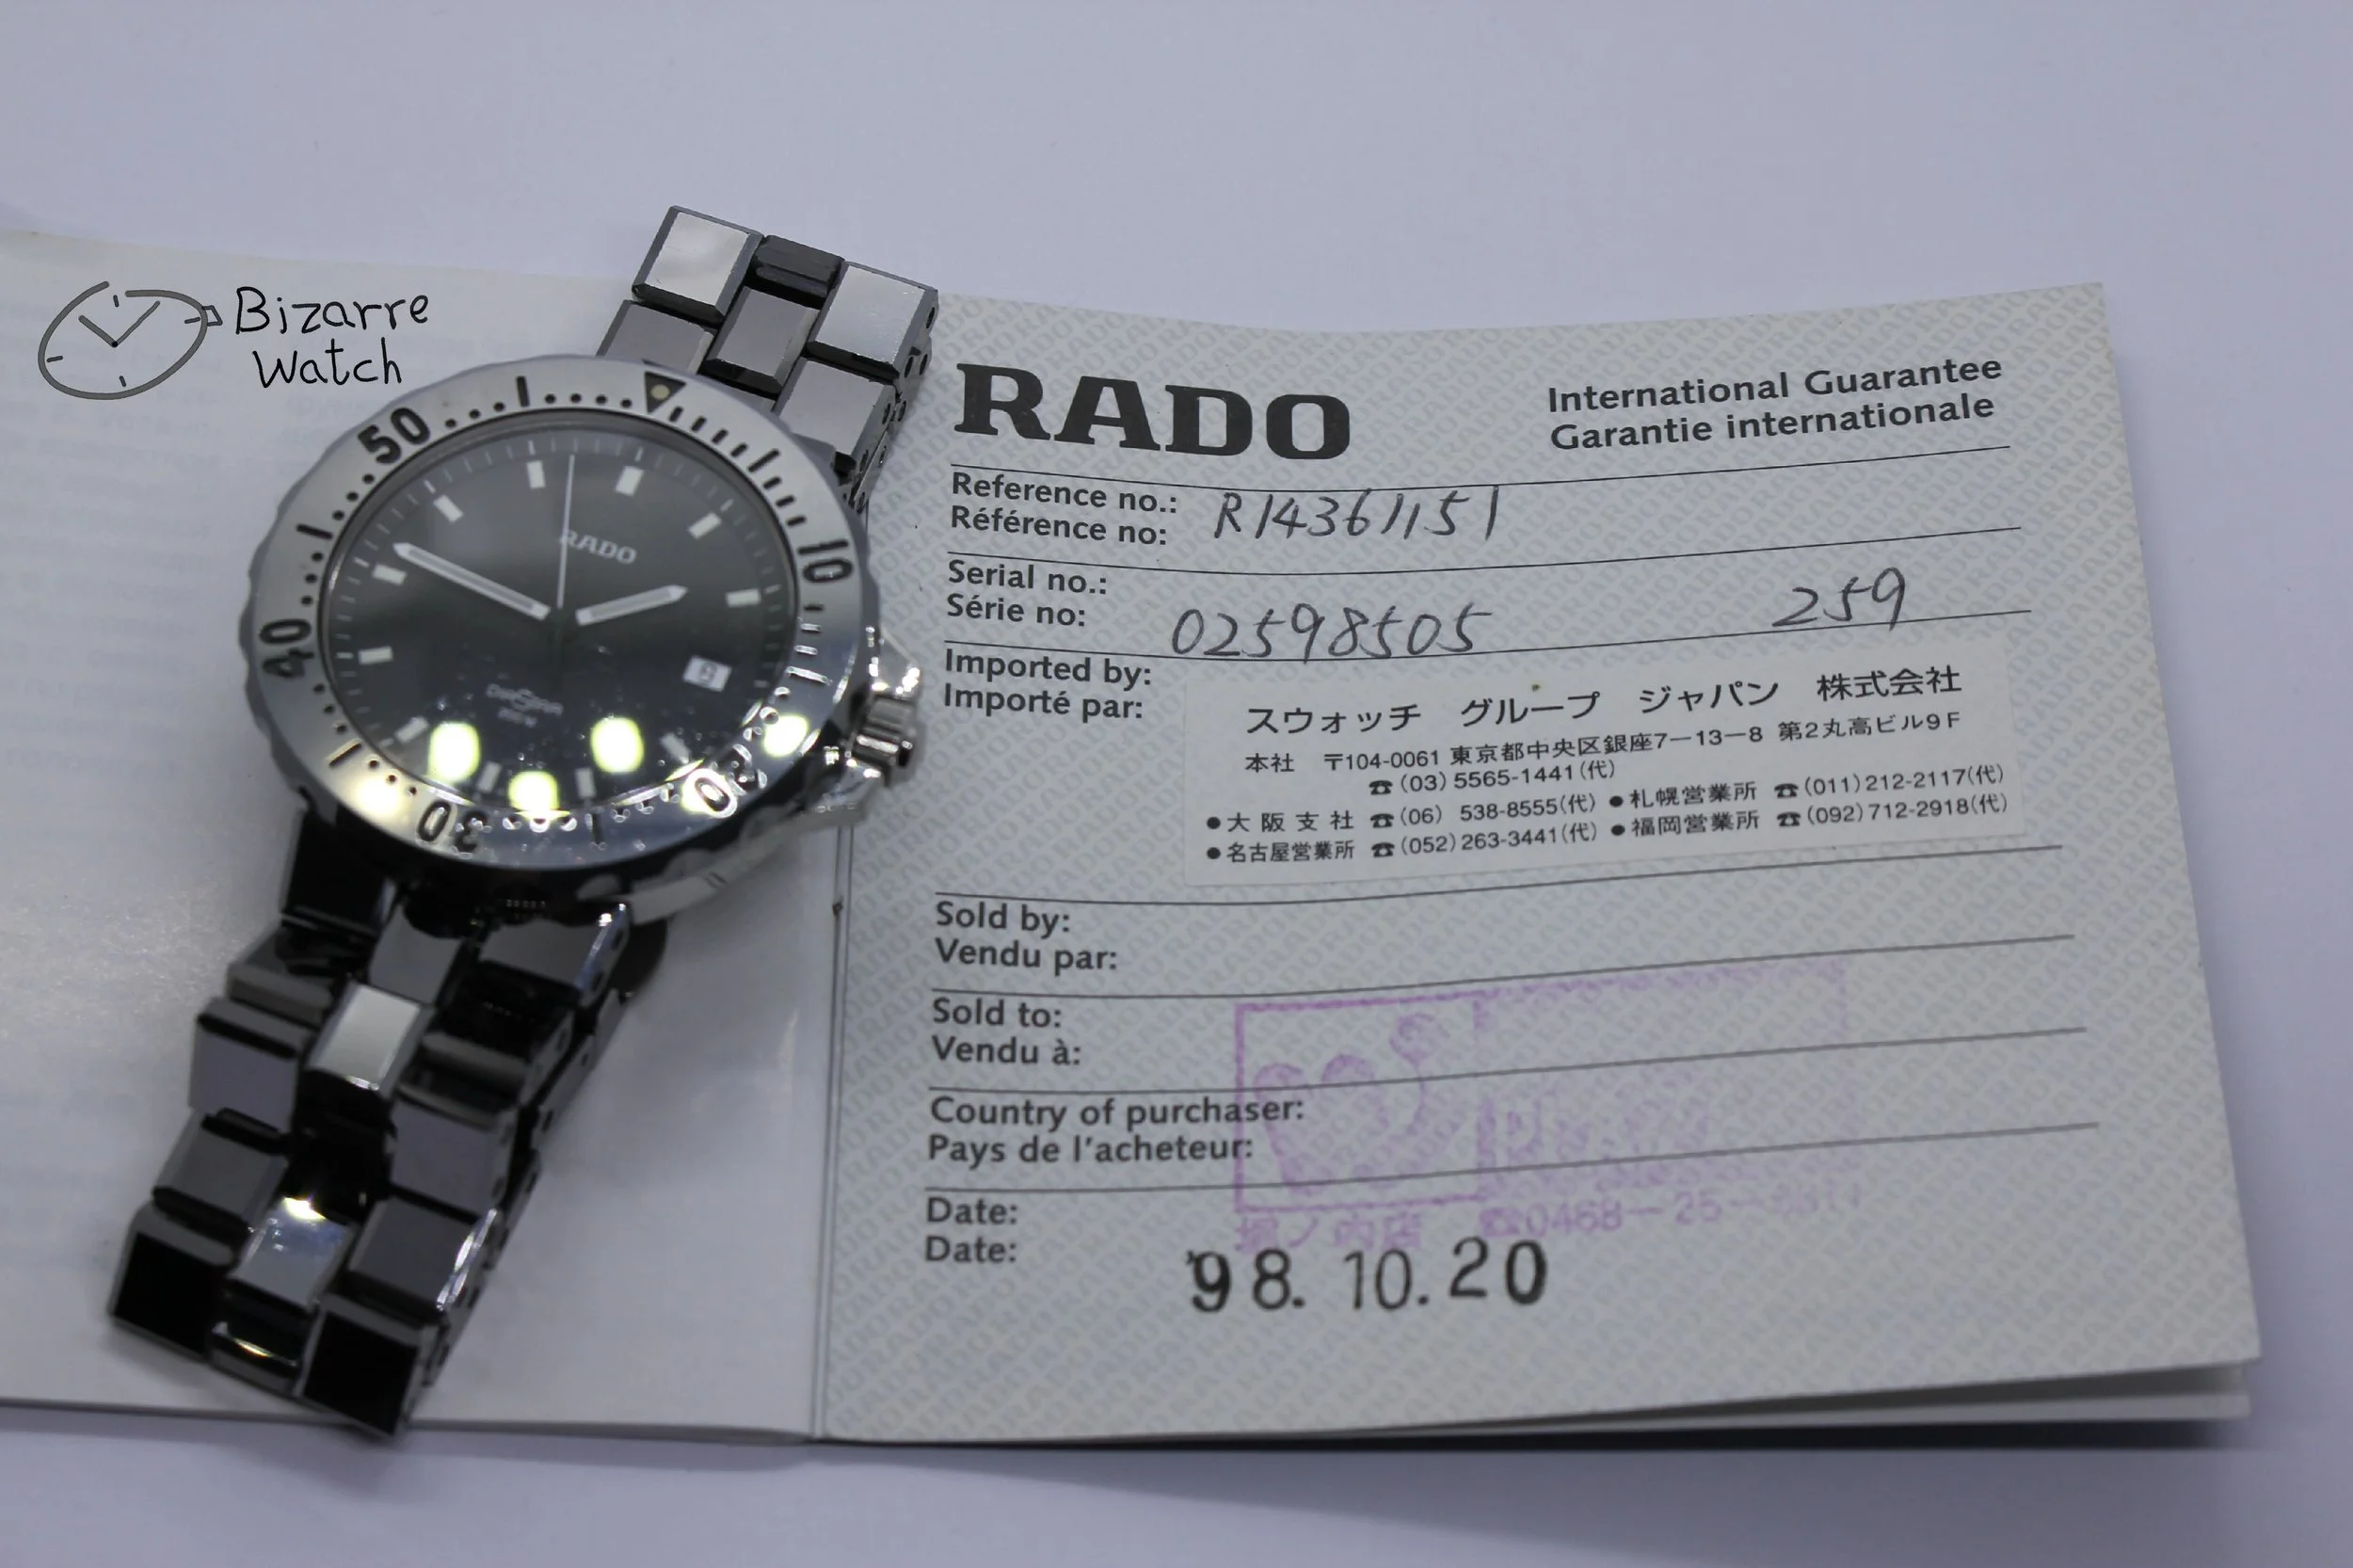 Bizarre
Watch
50
10
40
20
30
RADO
DIASTAR
RADO
International Guarantee
Garantie internationale
Reference no.: R14361151
Référence no:
Serial no.:
Série no: 02598505 259
Imported by:
Importé par:
スウォッチ グループ ジャパン 株式会社
本社 〒104-0061 東京都中央区銀座7-13-8 第2丸高ビル9F
☎(03)5565-1441(代)
●大阪支社 ☎(06) 538-8555(代) ●札幌営業所 ☎(011)212-2117(代)
●名古屋営業所 ☎(052)263-3441(代) ●福岡営業所 ☎(092)712-2918(代)
Sold by:
Vendu par:
Sold to:
Vendu à:
Country of purchaser:
Pays de l'acheteur:
堀ノ内店 ☎0468-25-
Date:
Date:
'98.10.20